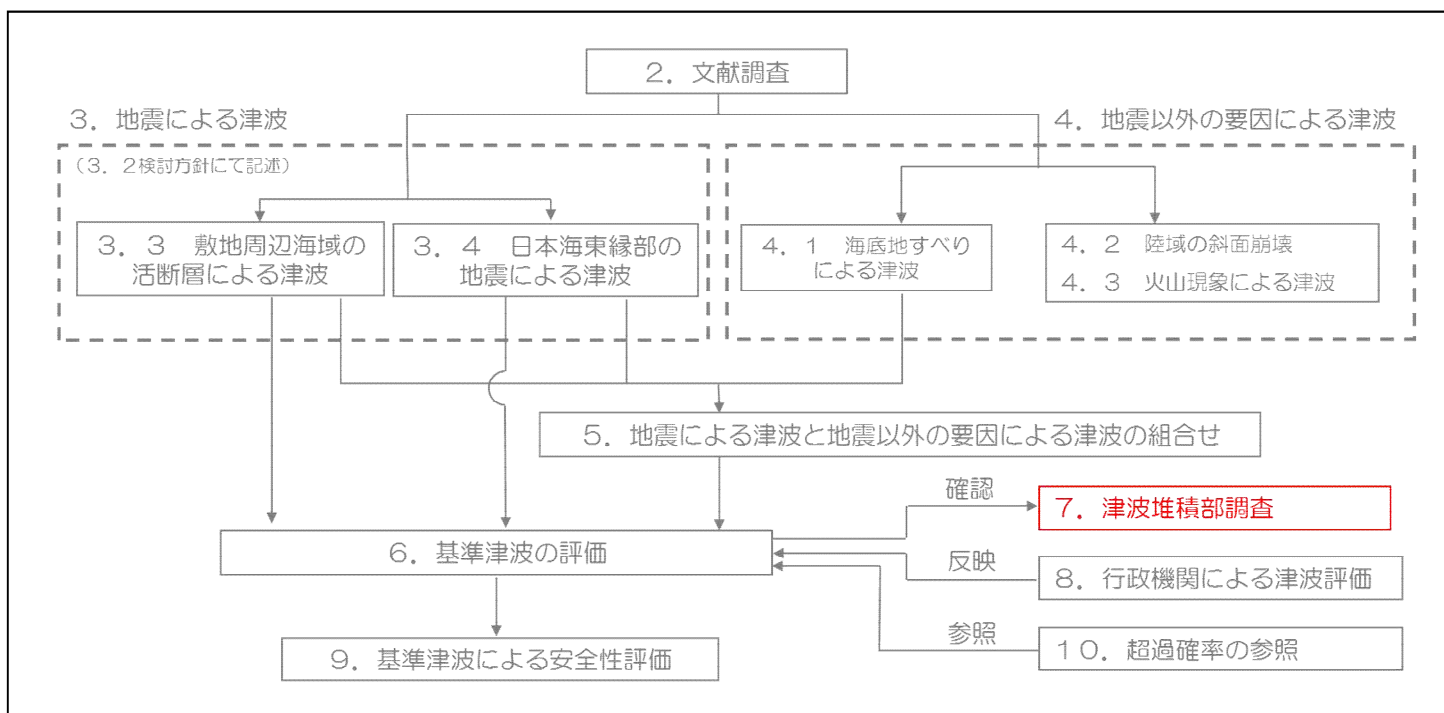 2．文献調査
3．地震による津波
4．地震以外の要因による津波
（3．2検討方針にて記述）
3．3　敷地周辺海域の
活断層による津波
3．4　日本海東縁部の
地震による津波
4．1　海底地すべり
による津波
4．2　陸域の斜面崩壊
4．3　火山現象による津波
5．地震による津波と地震以外の要因による津波の組合せ
確認
7．津波堆積部調査
6．基準津波の評価
反映
8．行政機関による津波評価
参照
10．超過確率の参照
9．基準津波による安全性評価